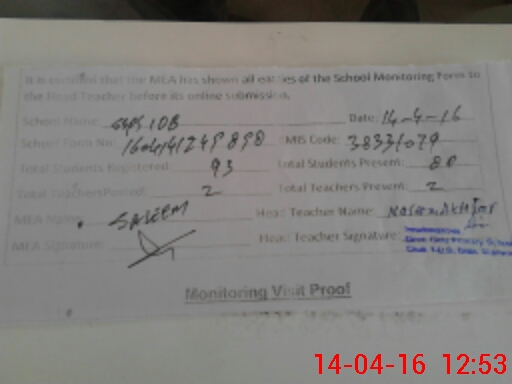 It is certified that the MEA has shown all entries of the School Monitoring Form to
the Head Teacher before its online submission.
School Name: GGPS 10B Date: 14-4-16
School Form No: EMIS Code: 38331079
Total Students Registered: 93 Total Students Present: 80
Total Teachers Posted: 2 Total Teachers Present: 2
MEA Name: SALEEM Head Teacher Name:
MEA Signature: Head Teacher Signature:
Monitoring Visit Proof
14-04-16 12:53